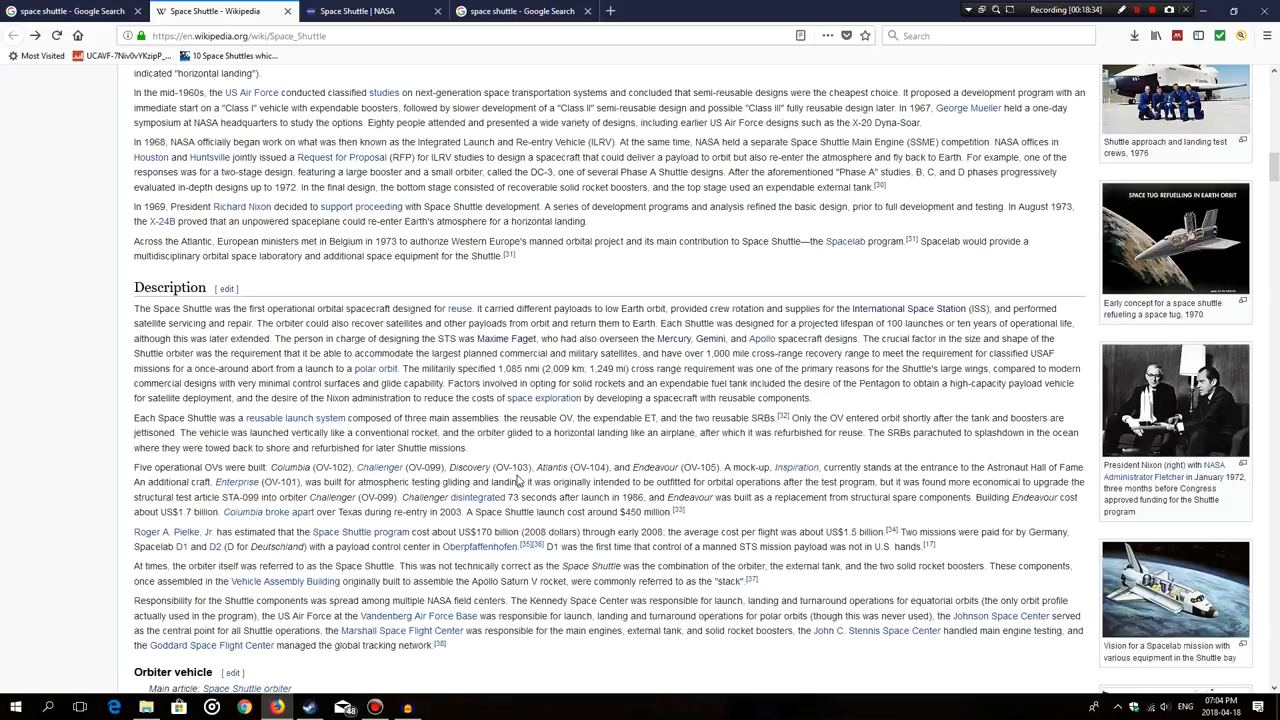 space shuttle - Google Search
Space Shuttle - Wikipedia
Space Shuttle | NASA
space shuttle - Google Search
Recording [00:18:34]
https://en.wikipedia.org/wiki/Space_Shuttle
Search
Most Visited
UCAVF-7Niv0vYKzipP_...
10 Space Shuttles whic...
indicated "horizontal landing").
In the mid-1960s, the US Air Force conducted classified studies on next-generation space transportation systems and concluded that semi-reusable designs were the cheapest choice. It proposed a development program with an
immediate start on a "Class I" vehicle with expendable boosters, followed by slower development of a "Class II" semi-reusable design and possible "Class III" fully reusable design later. In 1967, George Mueller held a one-day
symposium at NASA headquarters to study the options. Eighty people attended and presented a wide variety of designs, including earlier US Air Force designs such as the X-20 Dyna-Soar.
In 1968, NASA officially began work on what was then known as the Integrated Launch and Re-entry Vehicle (ILRV). At the same time, NASA held a separate Space Shuttle Main Engine (SSME) competition. NASA offices in
Houston and Huntsville jointly issued a Request for Proposal (RFP) for ILRV studies to design a spacecraft that could deliver a payload to orbit but also re-enter the atmosphere and fly back to Earth. For example, one of the
responses was for a two-stage design, featuring a large booster and a small orbiter, called the DC-3, one of several Phase A Shuttle designs. After the aforementioned "Phase A" studies, B, C, and D phases progressively
evaluated in-depth designs up to 1972. In the final design, the bottom stage consisted of recoverable solid rocket boosters, and the top stage used an expendable external tank.[30]
In 1969, President Richard Nixon decided to support proceeding with Space Shuttle development. A series of development programs and analysis refined the basic design, prior to full development and testing. In August 1973,
the X-24B proved that an unpowered spaceplane could re-enter Earth's atmosphere for a horizontal landing.
Across the Atlantic, European ministers met in Belgium in 1973 to authorize Western Europe's manned orbital project and its main contribution to Space Shuttle—the Spacelab program.[31] Spacelab would provide a
multidisciplinary orbital space laboratory and additional space equipment for the Shuttle.[31]
Description [ edit ]
The Space Shuttle was the first operational orbital spacecraft designed for reuse. it carried different payloads to low Earth orbit, provided crew rotation and supplies for the International Space Station (ISS), and performed
satellite servicing and repair. The orbiter could also recover satellites and other payloads from orbit and return them to Earth. Each Shuttle was designed for a projected lifespan of 100 launches or ten years of operational life,
although this was later extended. The person in charge of designing the STS was Maxime Faget, who had also overseen the Mercury, Gemini, and Apollo spacecraft designs. The crucial factor in the size and shape of the
Shuttle orbiter was the requirement that it be able to accommodate the largest planned commercial and military satellites, and have over 1,000 mile cross-range recovery range to meet the requirement for classified USAF
missions for a once-around abort from a launch to a polar orbit. The militarily specified 1,085 nmi (2,009 km; 1,249 mi) cross range requirement was one of the primary reasons for the Shuttle's large wings, compared to modern
commercial designs with very minimal control surfaces and glide capability. Factors involved in opting for solid rockets and an expendable fuel tank included the desire of the Pentagon to obtain a high-capacity payload vehicle
for satellite deployment, and the desire of the Nixon administration to reduce the costs of space exploration by developing a spacecraft with reusable components.
Each Space Shuttle was a reusable launch system composed of three main assemblies: the reusable OV, the expendable ET, and the two reusable SRBs.[32] Only the OV entered orbit shortly after the tank and boosters are
jettisoned. The vehicle was launched vertically like a conventional rocket, and the orbiter glided to a horizontal landing like an airplane, after which it was refurbished for reuse. The SRBs parachuted to splashdown in the ocean
where they were towed back to shore and refurbished for later Shuttle missions.
Five operational OVs were built: Columbia (OV-102), Challenger (OV-099), Discovery (OV-103), Atlantis (OV-104), and Endeavour (OV-105). A mock-up, Inspiration, currently stands at the entrance to the Astronaut Hall of Fame.
An additional craft, Enterprise (OV-101), was built for atmospheric testing gliding and landing; it was originally intended to be outfitted for orbital operations after the test program, but it was found more economical to upgrade the
structural test article STA-099 into orbiter Challenger (OV-099). Challenger disintegrated 73 seconds after launch in 1986, and Endeavour was built as a replacement from structural spare components. Building Endeavour cost
about US$1.7 billion. Columbia broke apart over Texas during re-entry in 2003. A Space Shuttle launch cost around $450 million.[33]
Roger A. Pielke, Jr. has estimated that the Space Shuttle program cost about US$170 billion (2008 dollars) through early 2008; the average cost per flight was about US$1.5 billion.[34] Two missions were paid for by Germany,
Spacelab D1 and D2 (D for Deutschland) with a payload control center in Oberpfaffenhofen.[35][36] D1 was the first time that control of a manned STS mission payload was not in U.S. hands.[17]
At times, the orbiter itself was referred to as the Space Shuttle. This was not technically correct as the Space Shuttle was the combination of the orbiter, the external tank, and the two solid rocket boosters. These components,
once assembled in the Vehicle Assembly Building originally built to assemble the Apollo Saturn V rocket, were commonly referred to as the "stack".[37]
Responsibility for the Shuttle components was spread among multiple NASA field centers. The Kennedy Space Center was responsible for launch, landing and turnaround operations for equatorial orbits (the only orbit profile
actually used in the program), the US Air Force at the Vandenberg Air Force Base was responsible for launch, landing and turnaround operations for polar orbits (though this was never used), the Johnson Space Center served
as the central point for all Shuttle operations, the Marshall Space Flight Center was responsible for the main engines, external tank, and solid rocket boosters, the John C. Stennis Space Center handled main engine testing, and
the Goddard Space Flight Center managed the global tracking network.[38]
Orbiter vehicle [ edit ]
Main article: Space Shuttle orbiter
Shuttle approach and landing test
crews, 1976
SPACE TUG REFUELLING IN EARTH ORBIT
Early concept for a space shuttle
refueling a space tug, 1970
President Nixon (right) with NASA
Administrator Fletcher in January 1972,
three months before Congress
approved funding for the Shuttle
program
Vision for a Spacelab mission with
various equipment in the Shuttle bay
48
ENG
07:04 PM
2018-04-18